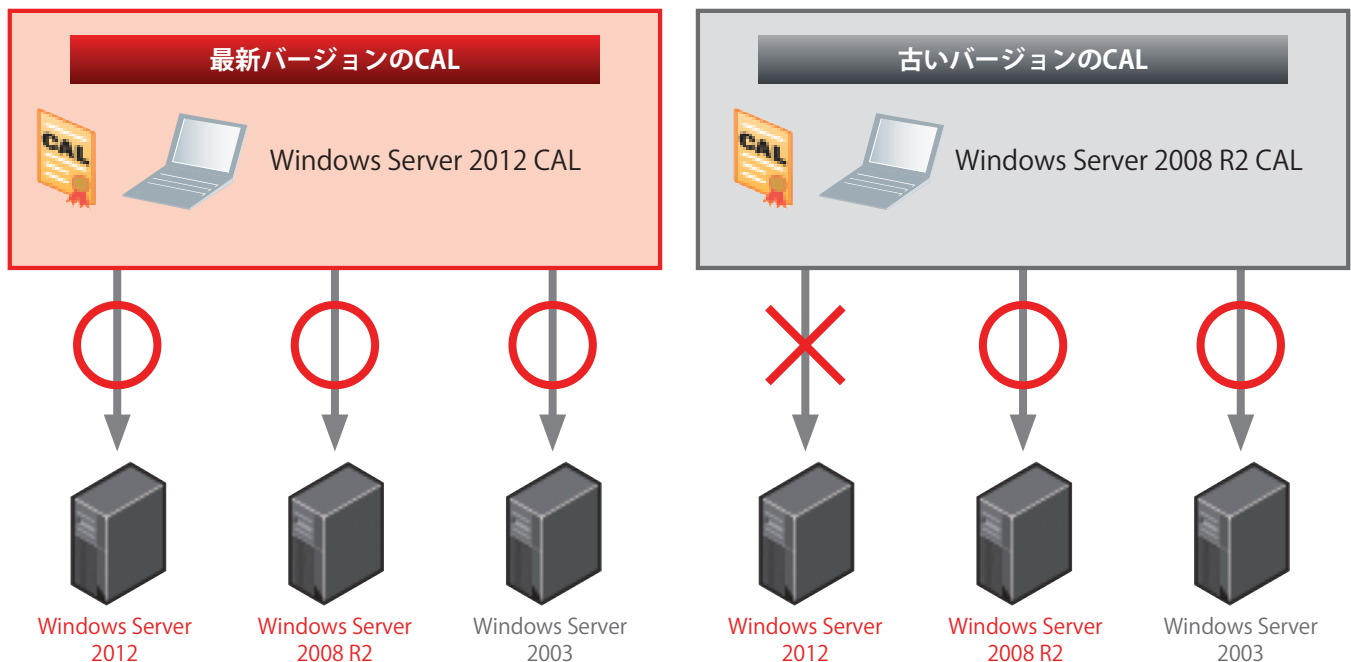 最新バージョンのCAL
CAL
Windows Server 2012 CAL
Windows Server
2012
Windows Server
2008 R2
Windows Server
2003
古いバージョンのCAL
CAL
Windows Server 2008 R2 CAL
Windows Server
2012
Windows Server
2008 R2
Windows Server
2003